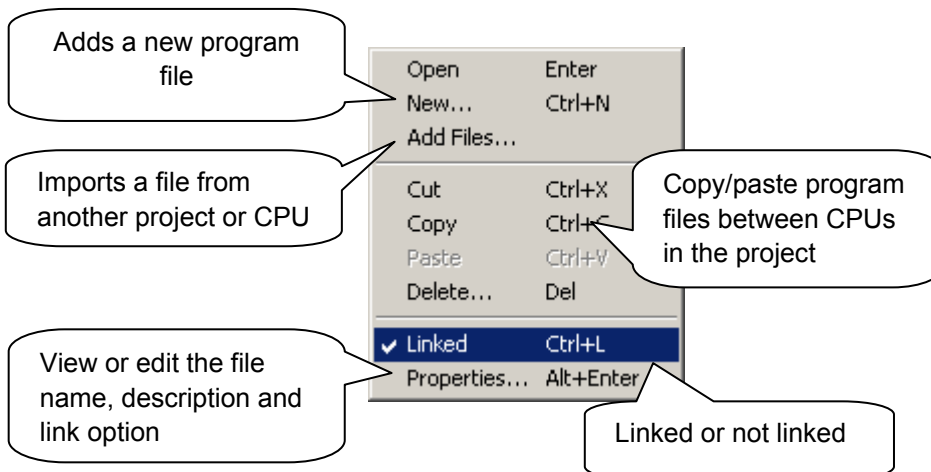 Adds a new program
file
Open Enter
New... Ctrl+N
Add Files...
Imports a file from
another project or CPU
Cut Ctrl+X
Copy
Paste Ctrl+V
Delete... Del
Copy/paste program
files between CPUs
in the project
Linked Ctrl+L
Properties... Alt+Enter
View or edit the file
name, description and
link option
Linked or not linked